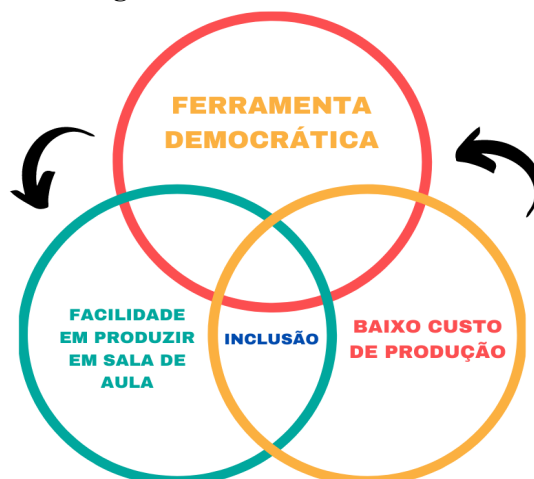 FERRAMENTA
DEMOCRÁTICA
FACILIDADE
EM PRODUZIR
EM SALA DE
AULA
INCLUSÃO
BAIXO CUSTO
DE PRODUÇÃO